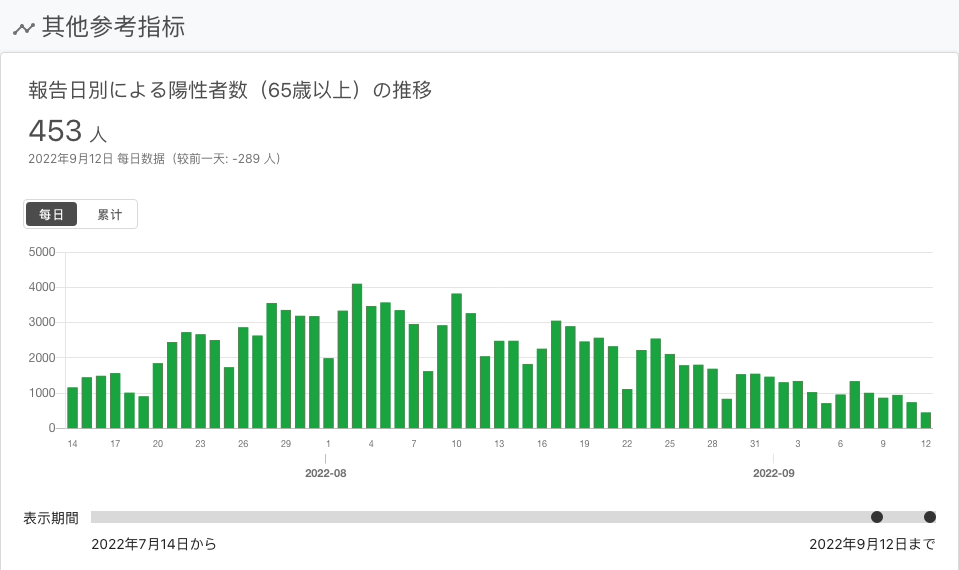 其他参考指标
報告日別による陽性者数（65歳以上）の推移
453 人
2022年9月12日 每日数据（较前一天: -289 人）
每日 累计
5000
4000
3000
2000
1000
0
14 17 20 23 26 29 1 4 7 10 13 16 19 22 25 28 31 3 6 9 12
2022-08 2022-09
表示期間
2022年7月14日から 2022年9月12日まで